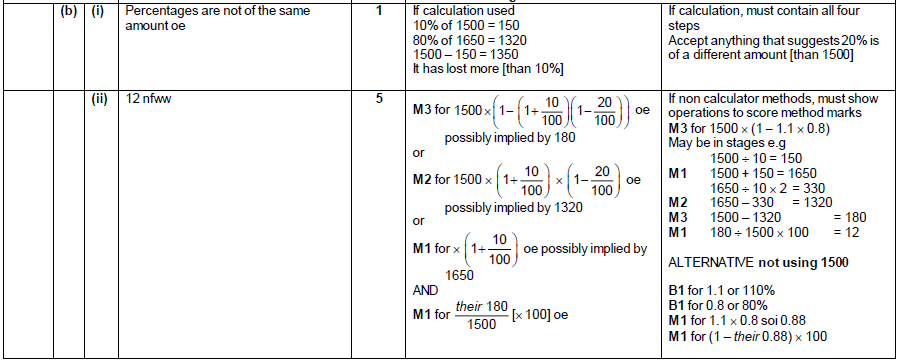 (b) (i) Percentages are not of the same amount oe
1
If calculation used
10% of 1500 = 150
80% of 1650 = 1320
1500 – 150 = 1350
It has lost more [than 10%]
If calculation, must contain all four
steps
Accept anything that suggests 20% is
of a different amount [than 1500]
(ii) 12 nfww
5
M3 for 1500 × (1 – (1 + 10/100)(1 – 20/100)) oe
possibly implied by 180
or
M2 for 1500 × (1 + 10/100) × (1 – 20/100) oe
possibly implied by 1320
or
M1 for × (1 + 10/100) oe possibly implied by
1650
AND
M1 for their 180/1500 [× 100] oe
If non calculator methods, must show
operations to score method marks
M3 for 1500 × (1 – 1.1 × 0.8)
May be in stages e.g
1500 ÷ 10 = 150
M1 1500 + 150 = 1650
1650 ÷ 10 × 2 = 330
M2 1650 – 330 = 1320
M3 1500 – 1320 = 180
M1 180 ÷ 1500 × 100 = 12
ALTERNATIVE not using 1500
B1 for 1.1 or 110%
B1 for 0.8 or 80%
M1 for 1.1 × 0.8 soi 0.88
M1 for (1 – their 0.88) × 100